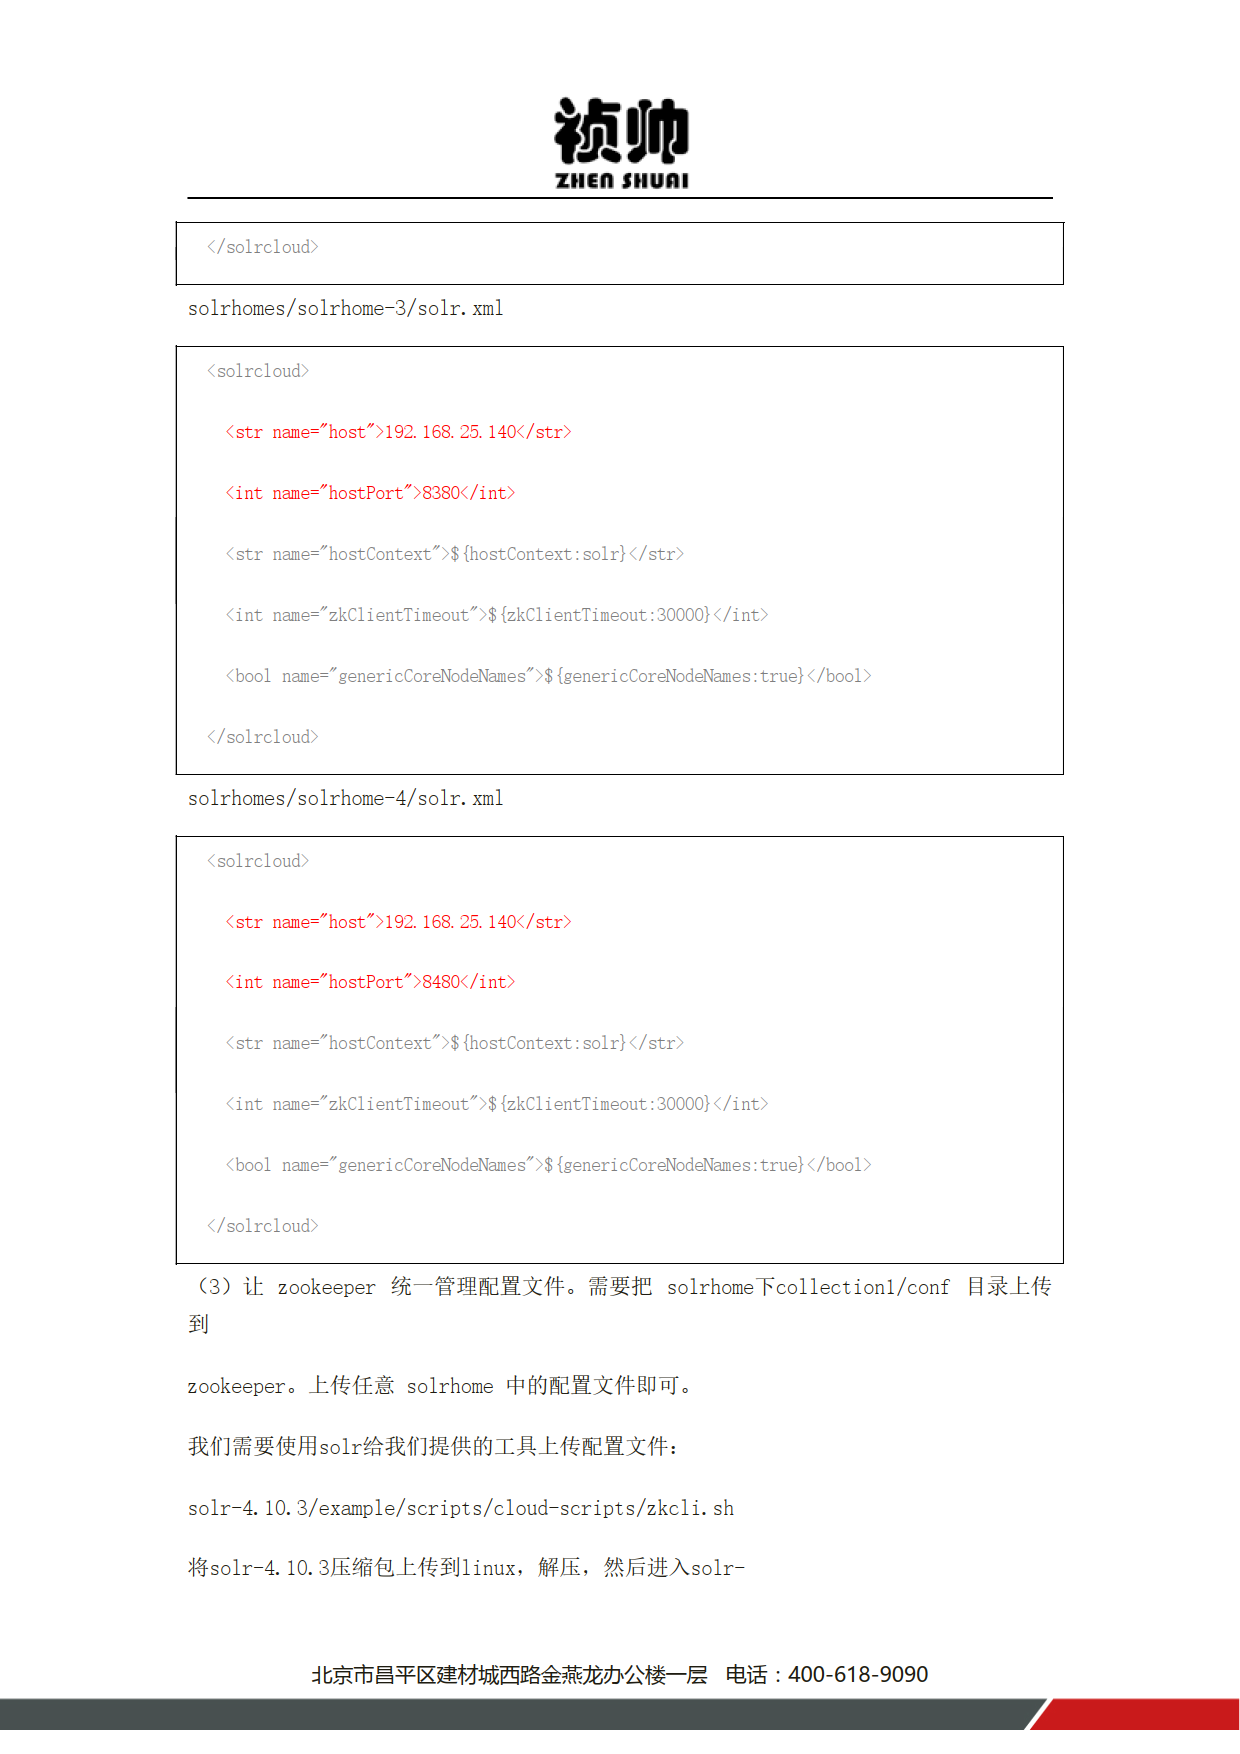 祯帅
ZHEN SHUAI
</solrcloud>
solrhomes/solrhome-3/solr.xml
<solrcloud>
<str name="host">192.168.25.140</str>
<int name="hostPort">8380</int>
<str name="hostContext">${hostContext:solr}</str>
<int name="zkClientTimeout">${zkClientTimeout:30000}</int>
<bool name="genericCoreNodeNames">${genericCoreNodeNames:true}</bool>
</solrcloud>
solrhomes/solrhome-4/solr.xml
<solrcloud>
<str name="host">192.168.25.140</str>
<int name="hostPort">8480</int>
<str name="hostContext">${hostContext:solr}</str>
<int name="zkClientTimeout">${zkClientTimeout:30000}</int>
<bool name="genericCoreNodeNames">${genericCoreNodeNames:true}</bool>
</solrcloud>
（3）让 zookeeper 统一管理配置文件。需要把 solrhome下collection1/conf 目录上传
到
zookeeper。上传任意 solrhome 中的配置文件即可。
我们需要使用solr给我们提供的工具上传配置文件：
solr-4.10.3/example/scripts/cloud-scripts/zkcli.sh
将solr-4.10.3压缩包上传到linux，解压，然后进入solr-
北京市昌平区建材城西路金燕龙办公楼一层 电话：400-618-9090